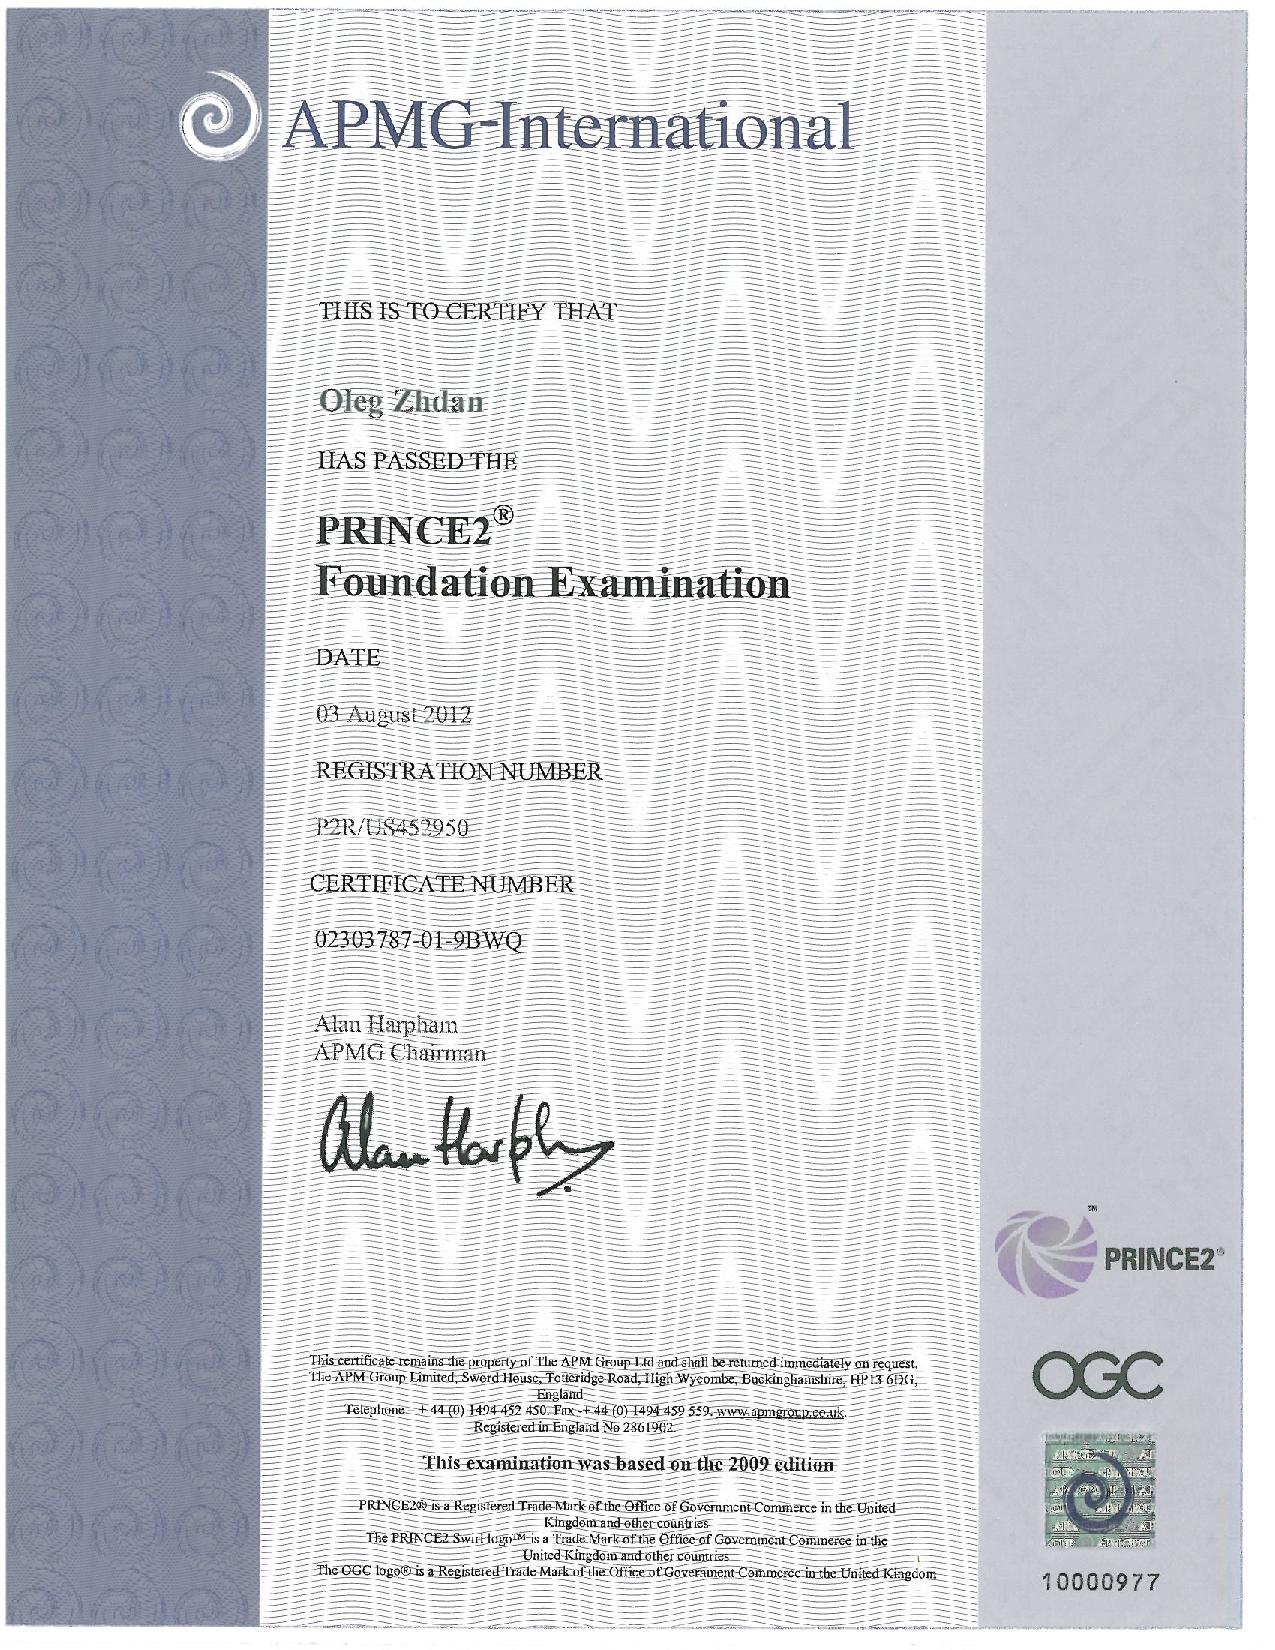 APMG-International
THIS IS TO CERTIFY THAT
Oleg Zhdan
HAS PASSED THE
PRINCE2®
Foundation Examination
DATE
03 August 2012
REGISTRATION NUMBER
P2R/US452950
CERTIFICATE NUMBER
02303787-01-9BWQ
Alan Harpham
APMG Chairman
Alan Harpham
™
PRINCE2®
OGC
This certificate remains the property of The APM Group Ltd and shall be returned immediately on request.
The APM Group Limited, Sword House, Totteridge Road, High Wycombe, Buckinghamshire, HP13 6DG,
England
Telephone + 44 (0) 1494 452 450. Fax + 44 (0) 1494 459 559. www.apmgroup.co.uk.
Registered in England No 2861902.
This examination was based on the 2009 edition
PRINCE2® is a Registered Trade Mark of the Office of Government Commerce in the United
Kingdom and other countries
The PRINCE2 Swirl logo™ is a Trade Mark of the Office of Government Commerce in the
United Kingdom and other countries
The OGC logo® is a Registered Trade Mark of the Office of Government Commerce in the United Kingdom
10000977